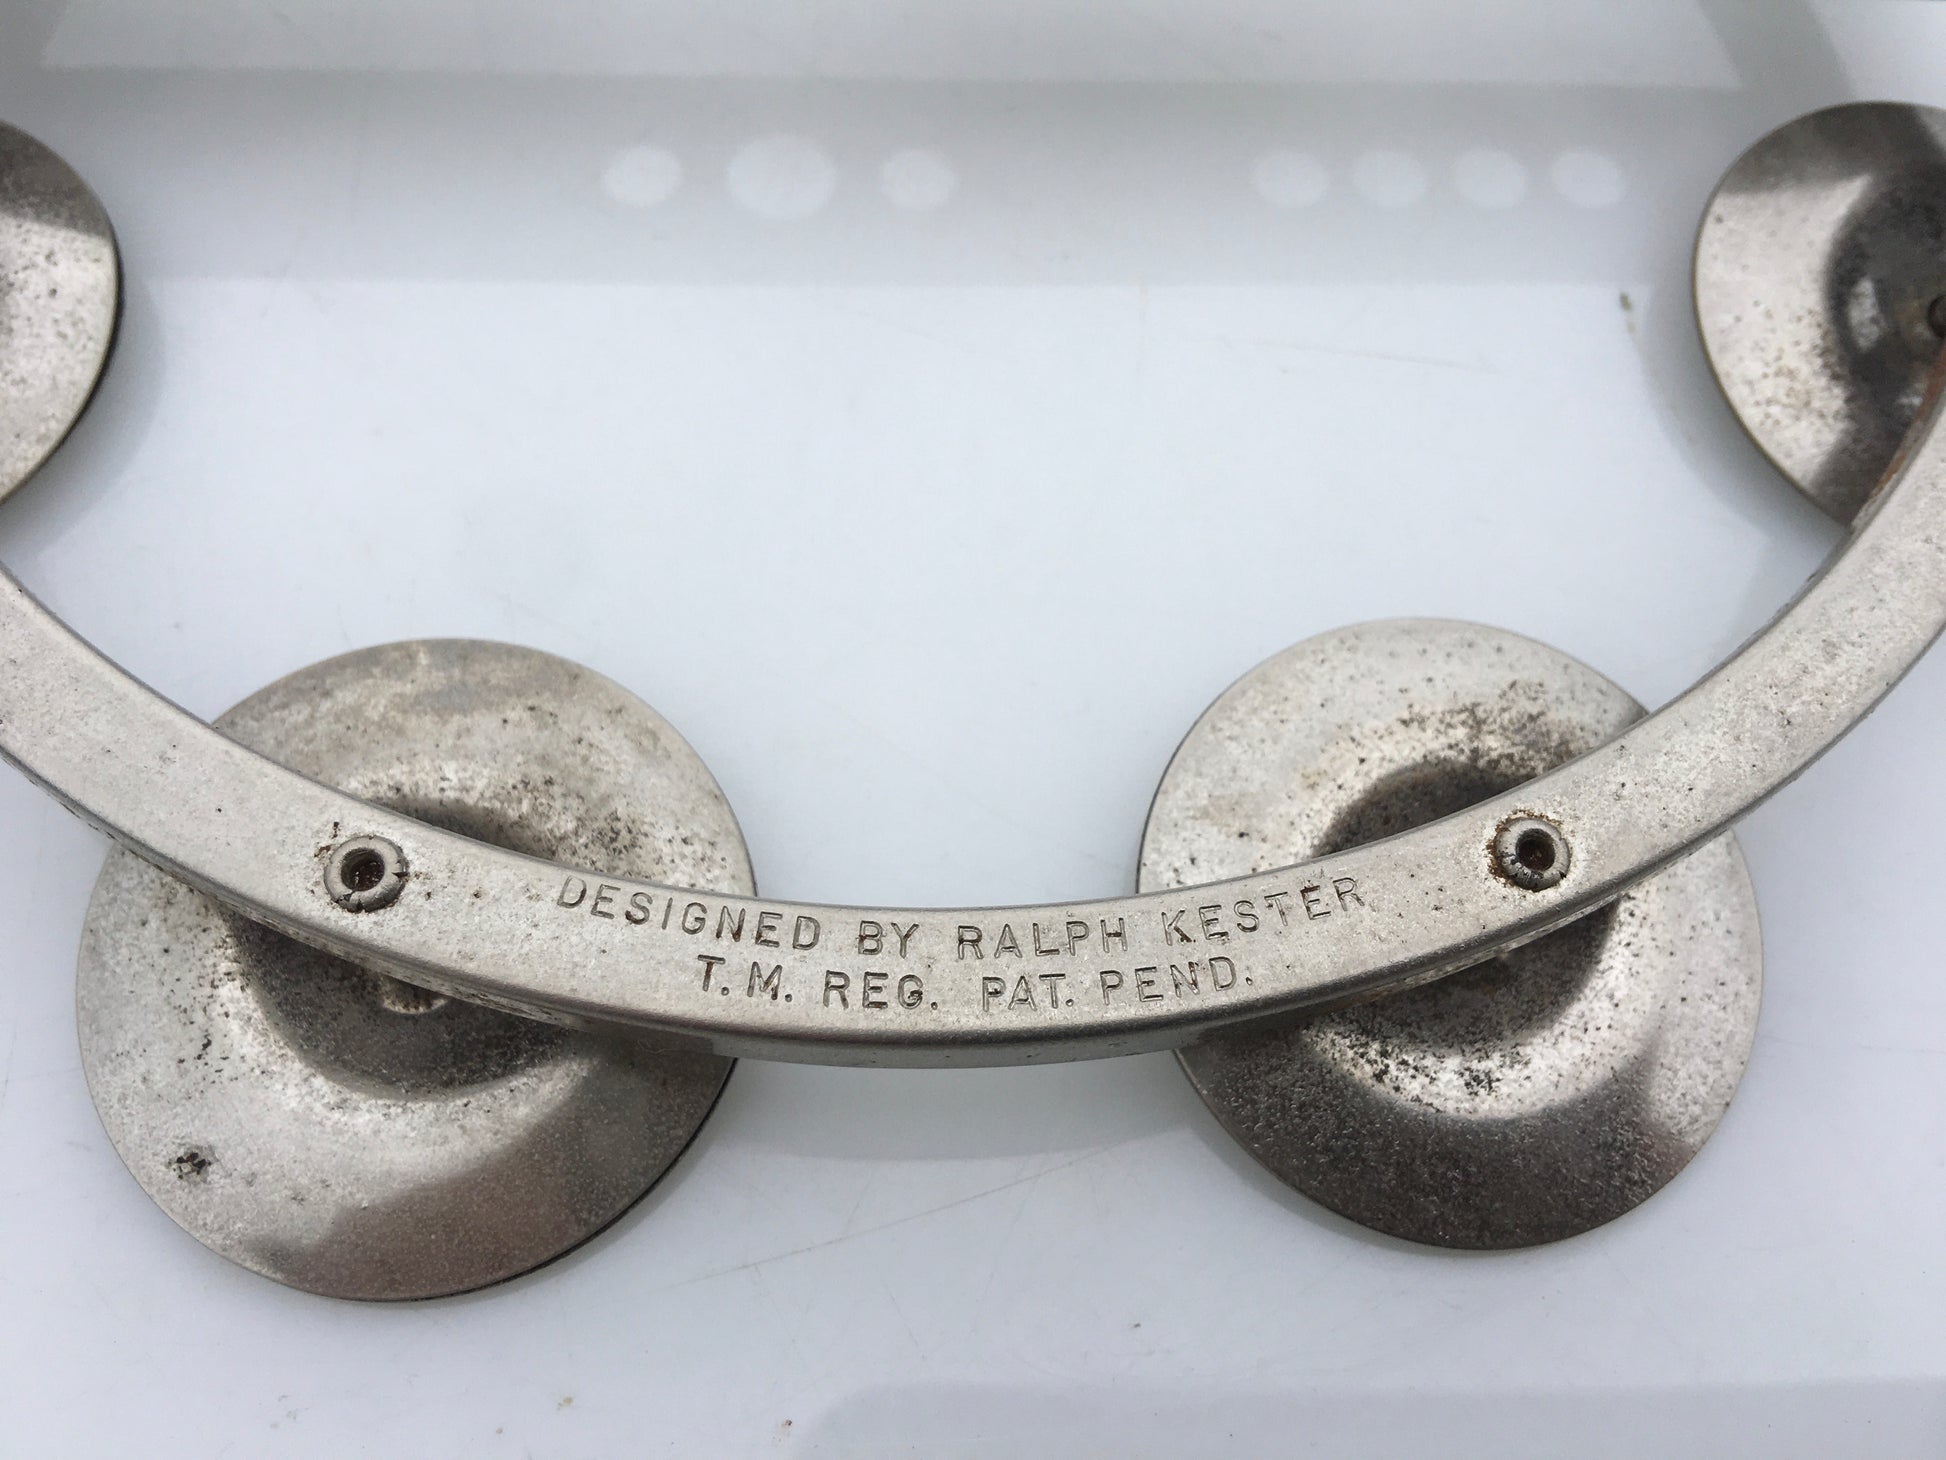 DESIGNED BY RALPH KESTER
T.M. REG. PAT. PEND.